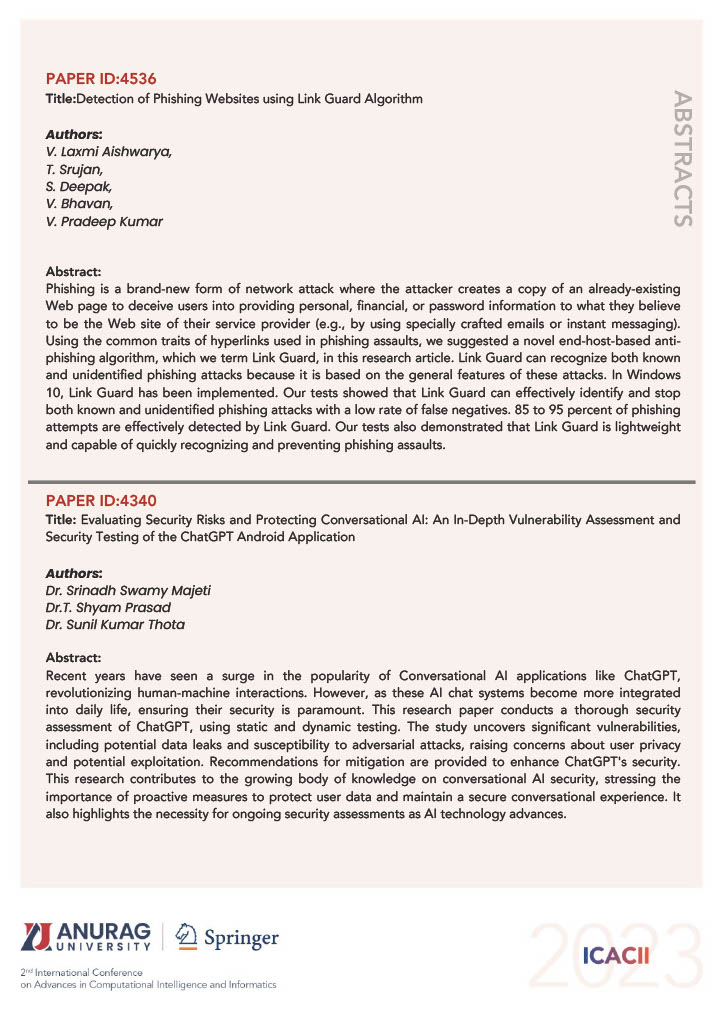 PAPER ID:4536
Title:Detection of Phishing Websites using Link Guard Algorithm
Authors:
V. Laxmi Aishwarya,
T. Srujan,
S. Deepak,
V. Bhavan,
V. Pradeep Kumar
ABSTRACTS
Abstract:
Phishing is a brand-new form of network attack where the attacker creates a copy of an already-existing
Web page to deceive users into providing personal, financial, or password information to what they believe
to be the Web site of their service provider (e.g., by using specially crafted emails or instant messaging).
Using the common traits of hyperlinks used in phishing assaults, we suggested a novel end-host-based anti-
phishing algorithm, which we term Link Guard, in this research article. Link Guard can recognize both known
and unidentified phishing attacks because it is based on the general features of these attacks. In Windows
10, Link Guard has been implemented. Our tests showed that Link Guard can effectively identify and stop
both known and unidentified phishing attacks with a low rate of false negatives. 85 to 95 percent of phishing
attempts are effectively detected by Link Guard. Our tests also demonstrated that Link Guard is lightweight
and capable of quickly recognizing and preventing phishing assaults.
PAPER ID:4340
Title: Evaluating Security Risks and Protecting Conversational AI: An In-Depth Vulnerability Assessment and
Security Testing of the ChatGPT Android Application
Authors:
Dr. Srinadh Swamy Majeti
Dr.T. Shyam Prasad
Dr. Sunil Kumar Thota
Abstract:
Recent years have seen a surge in the popularity of Conversational AI applications like ChatGPT,
revolutionizing human-machine interactions. However, as these AI chat systems become more integrated
into daily life, ensuring their security is paramount. This research paper conducts a thorough security
assessment of ChatGPT, using static and dynamic testing. The study uncovers significant vulnerabilities,
including potential data leaks and susceptibility to adversarial attacks, raising concerns about user privacy
and potential exploitation. Recommendations for mitigation are provided to enhance ChatGPT's security.
This research contributes to the growing body of knowledge on conversational AI security, stressing the
importance of proactive measures to protect user data and maintain a secure conversational experience. It
also highlights the necessity for ongoing security assessments as AI technology advances.
ANURAG
UNIVERSITY
Springer
2nd International Conference
on Advances in Computational Intelligence and Informatics
2023
ICACII